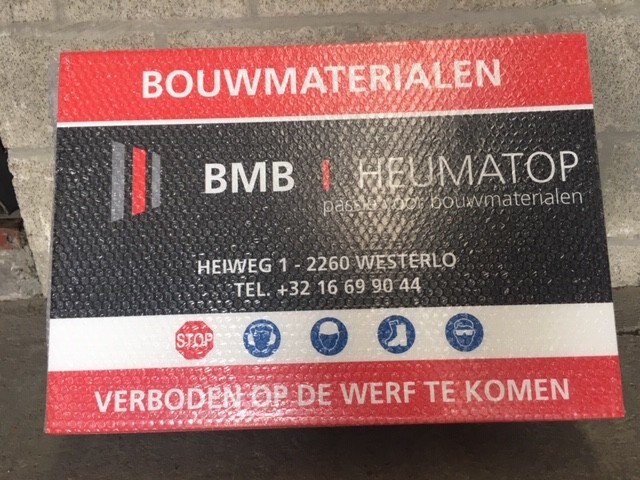 BOUWMATERIALEN
BMB | HEUMATOP®
passie voor bouwmaterialen
HEIWEG 1 - 2260 WESTERLO
TEL. +32 16 69 90 44
STOP
VERBODEN OP DE WERF TE KOMEN